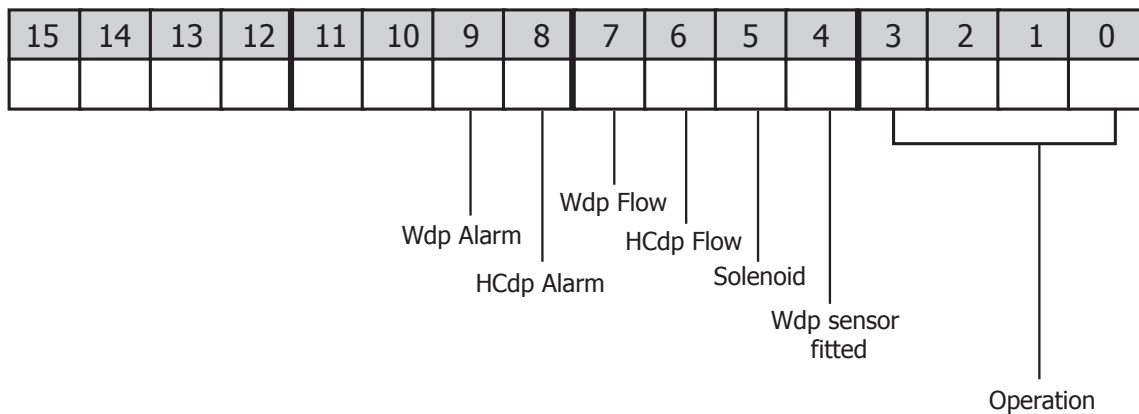 15 14 13 12 11 10 9 8 7 6 5 4 3 2 1 0
Wdp Flow
Wdp Alarm
HCdp Flow
HCdp Alarm
Solenoid
Wdp sensor
fitted
Operation